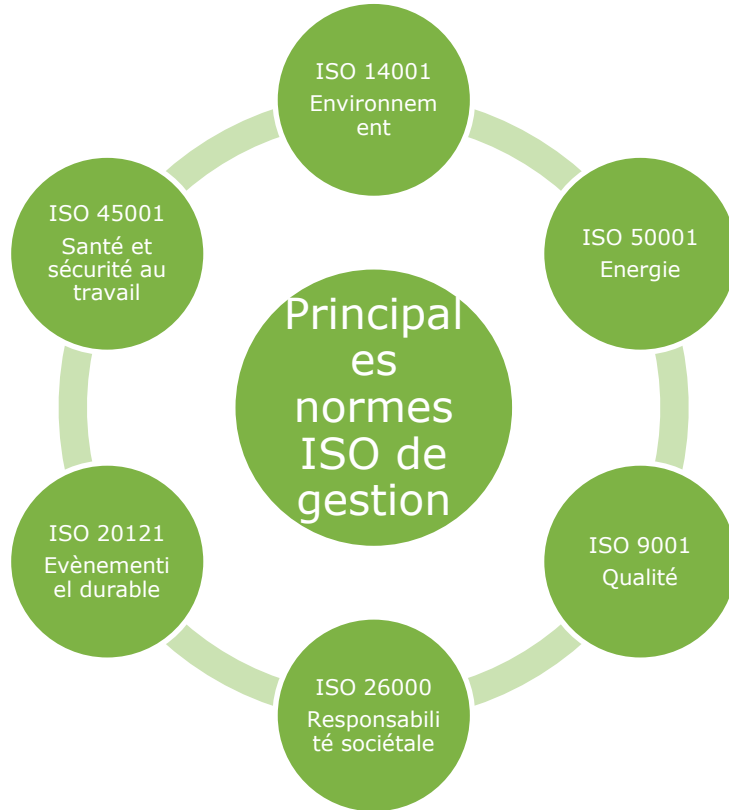 ISO 14001
Environnem
ent
ISO 50001
Energie
ISO 9001
Qualité
ISO 26000
Responsabili
té sociétale
ISO 20121
Evènementi
el durable
ISO 45001
Santé et
sécurité au
travail
Principal
es
normes
ISO de
gestion